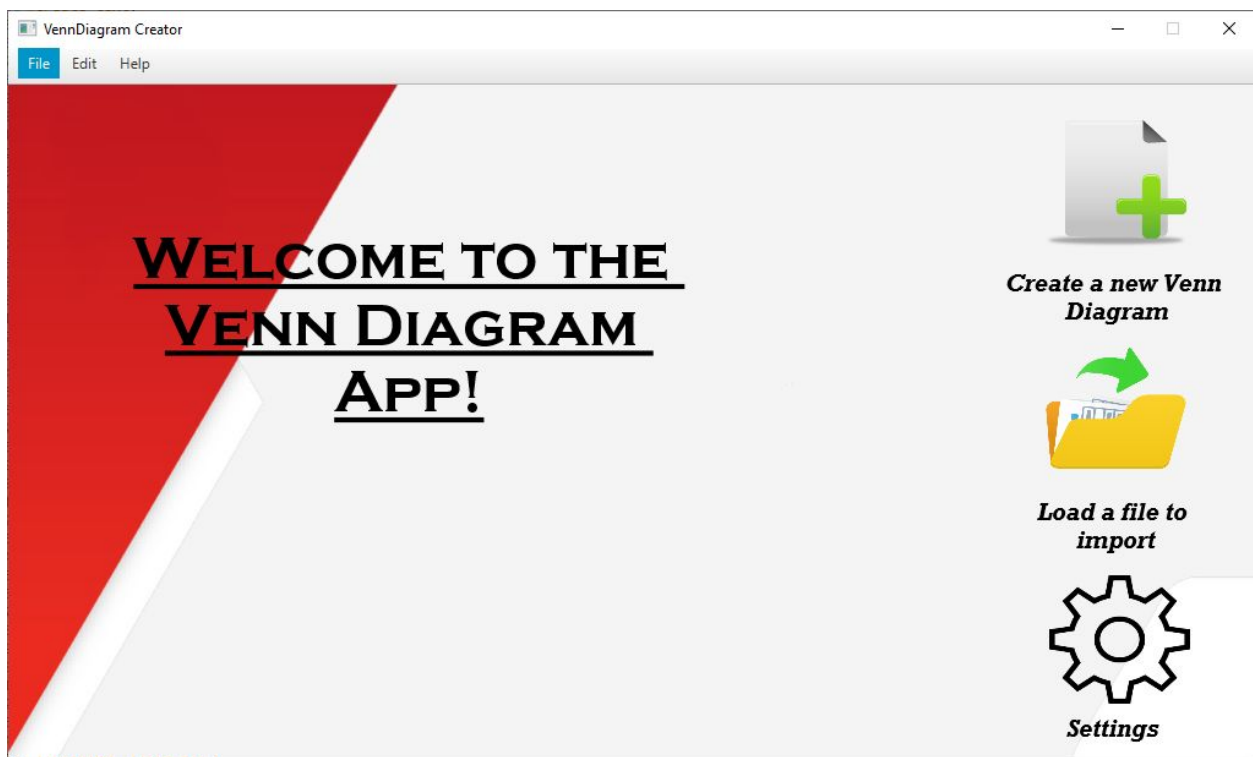 VennDiagram Creator
File Edit Help
WELCOME TO THE
VENN DIAGRAM
APP!
Create a new Venn
Diagram
Load a file to
import
Settings